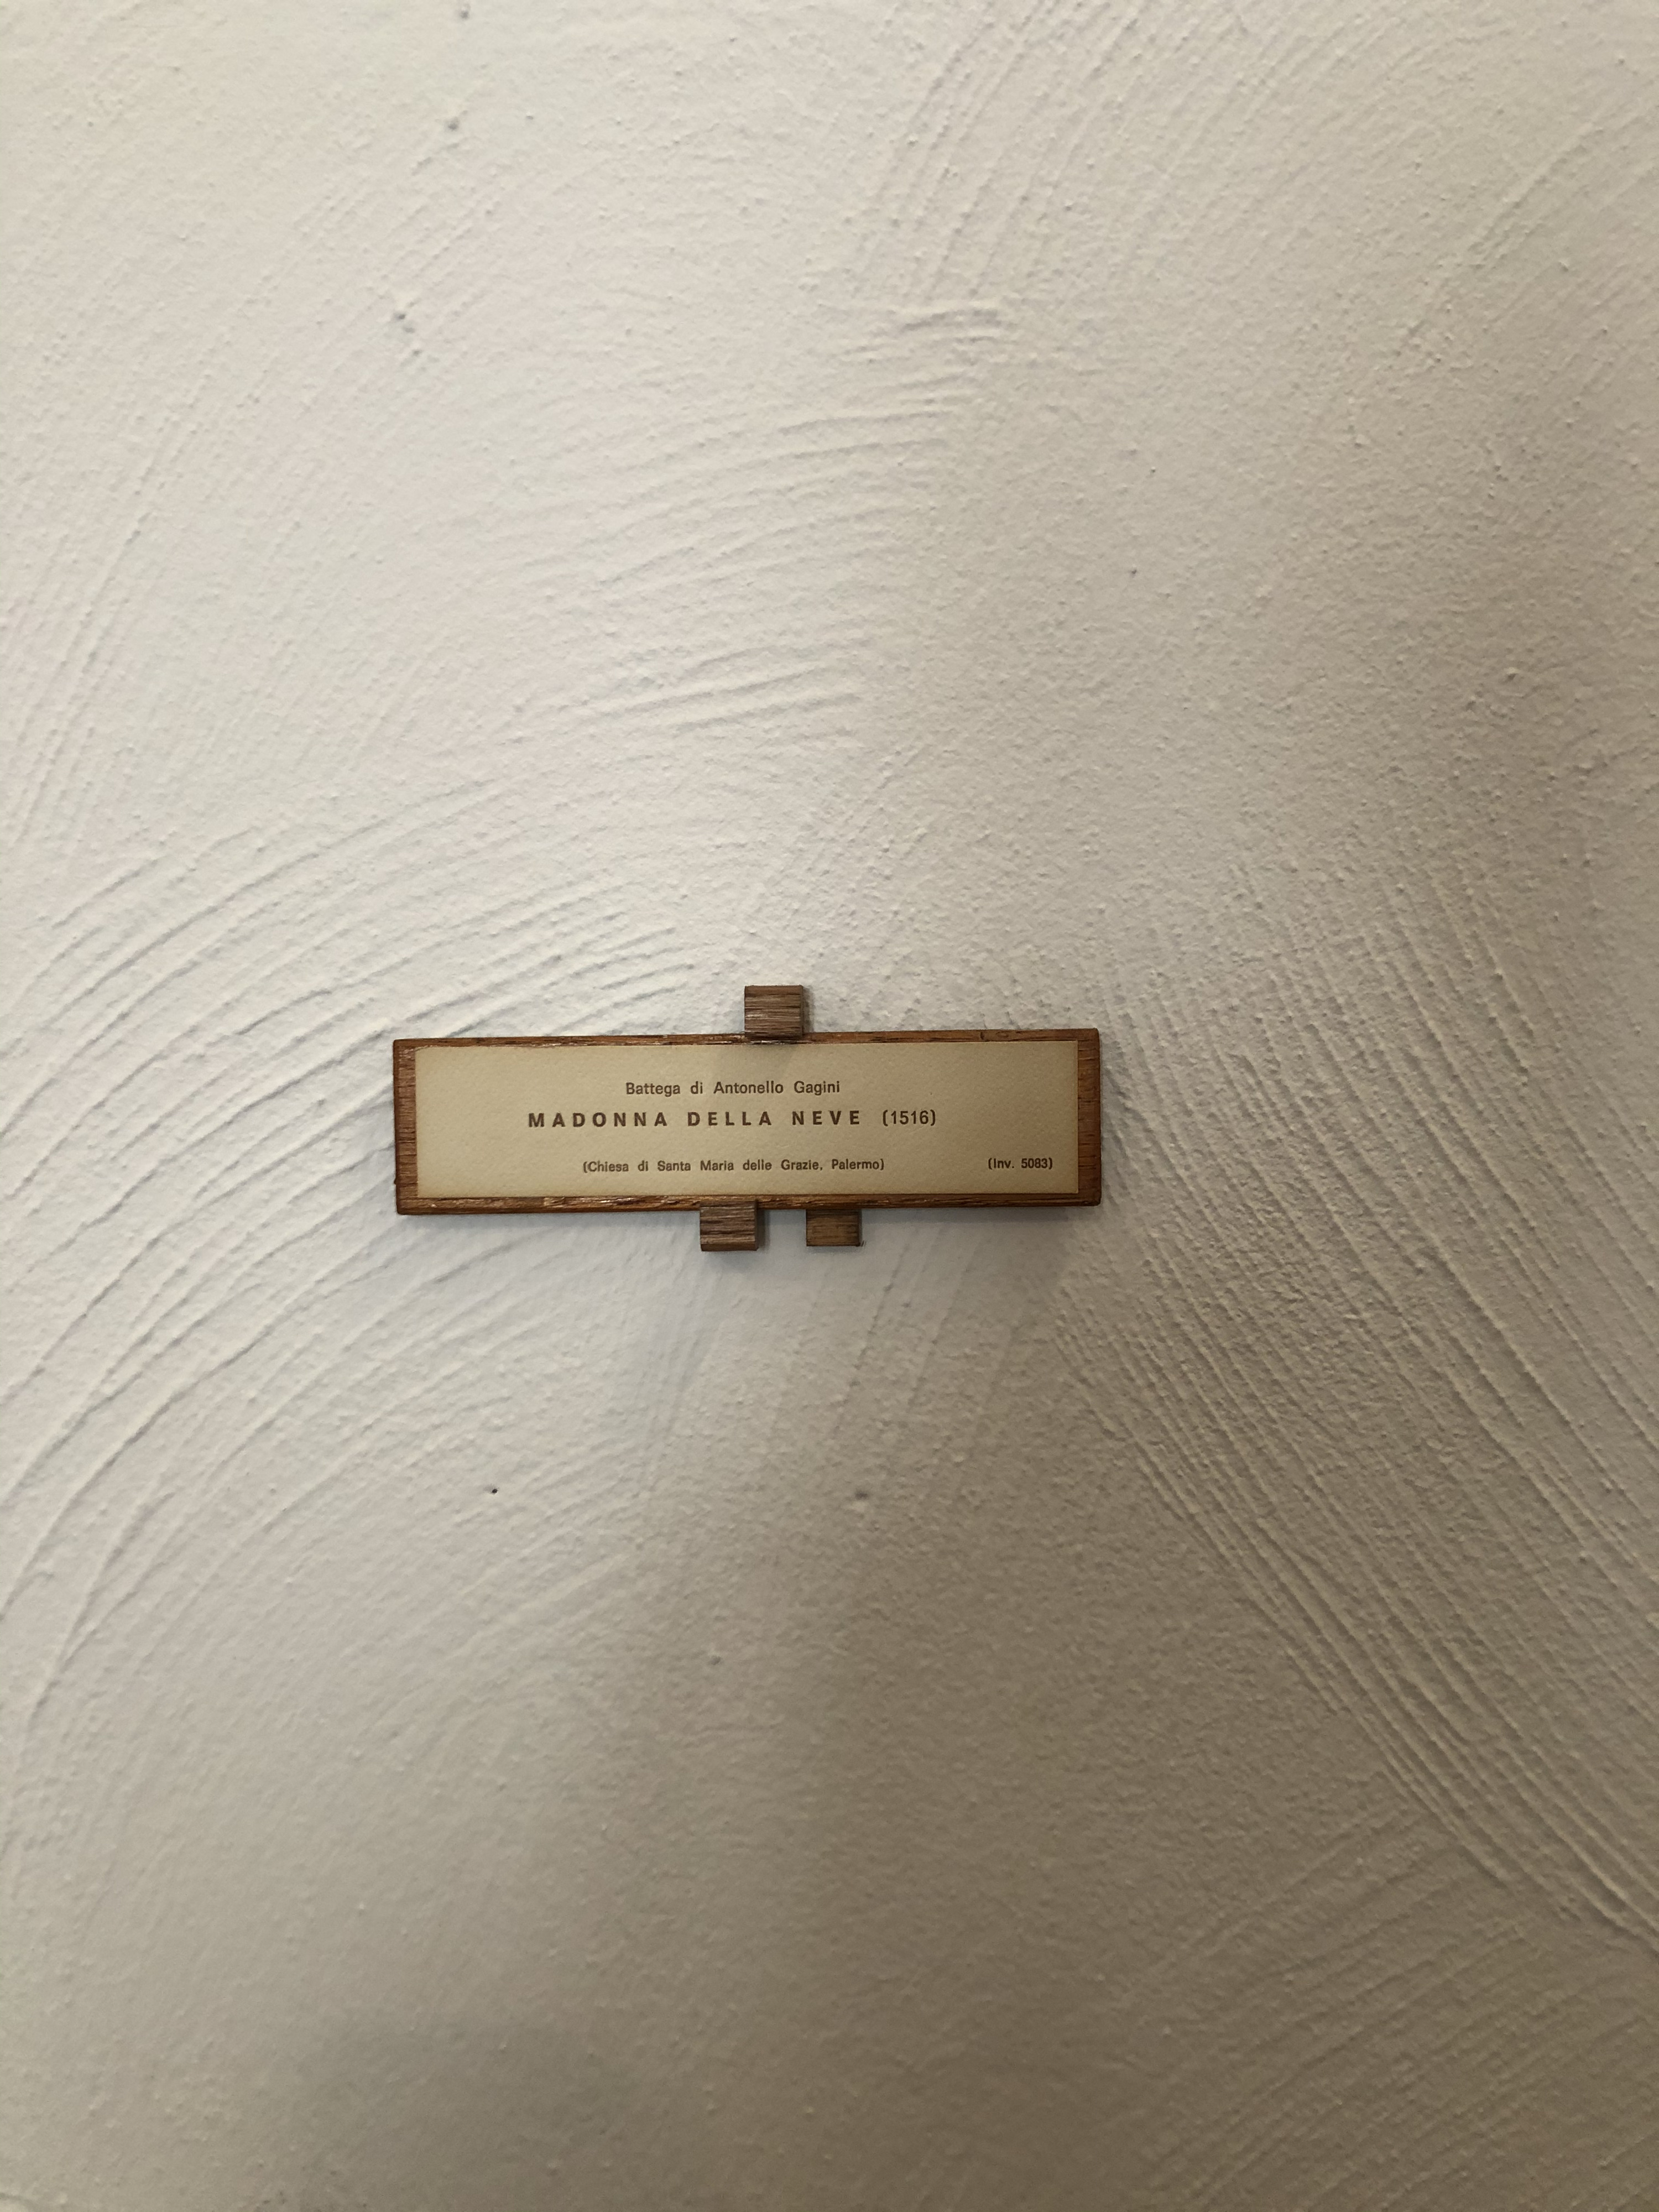 Battega di Antonello Gagini
MADONNA DELLA NEVE (1516)
(Chiesa di Santa Maria delle Grazie, Palermo) (Inv. 5083)